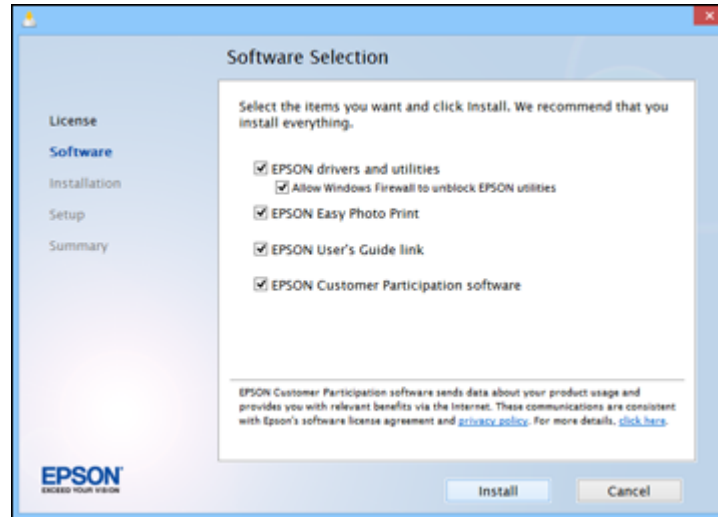 Software Selection
License
Software
Installation
Setup
Summary
Select the items you want and click Install. We recommend that you
install everything.
EPSON drivers and utilities
Allow Windows Firewall to unblock EPSON utilities
EPSON Easy Photo Print
EPSON User's Guide link
EPSON Customer Participation software
EPSON Customer Participation software sends data about your product usage and
provides you with relevant benefits via the Internet. These communications are consistent
with Epson's software license agreement and privacy policy. For more details, click here.
EPSON
EXCEED YOUR VISION
Install
Cancel